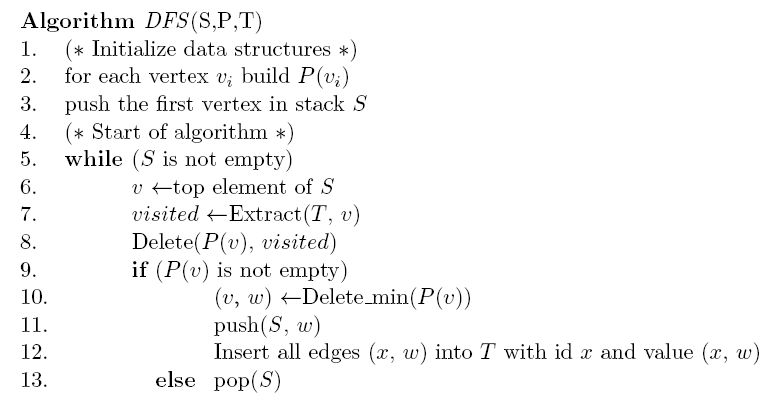 Algorithm DFS(S,P,T)
1. (∗ Initialize data structures ∗)
2. for each vertex vᵢ build P(vᵢ)
3. push the first vertex in stack S
4. (∗ Start of algorithm ∗)
5. while (S is not empty)
6. v ←top element of S
7. visited ←Extract(T, v)
8. Delete(P(v), visited)
9. if (P(v) is not empty)
10. (v, w) ←Delete_min(P(v))
11. push(S, w)
12. Insert all edges (x, w) into T with id x and value (x, w)
13. else pop(S)